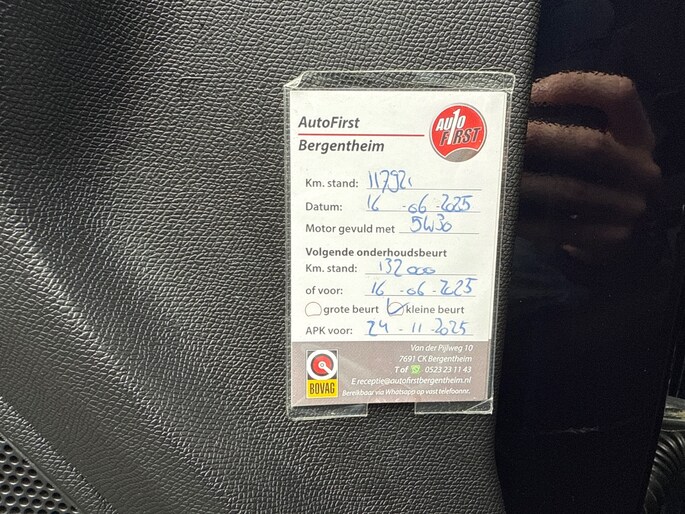 AutoFirst
Bergentheim
AUTO FIRST
Km. stand: 117921
Datum: 16 -06 -2025
Motor gevuld met 5W30
Volgende onderhoudsbeurt
Km. stand: 132000
of voor: 16 -06 -2025
grote beurt kleine beurt
APK voor: 24 - 11 -2025
Van der Pijlweg 10
7691 CK Bergentheim
T of 0523 23 11 43
E receptie@autofirstbergentheim.nl
Bereikbaar via Whatsapp op vast telefoonnr.
BOVAG